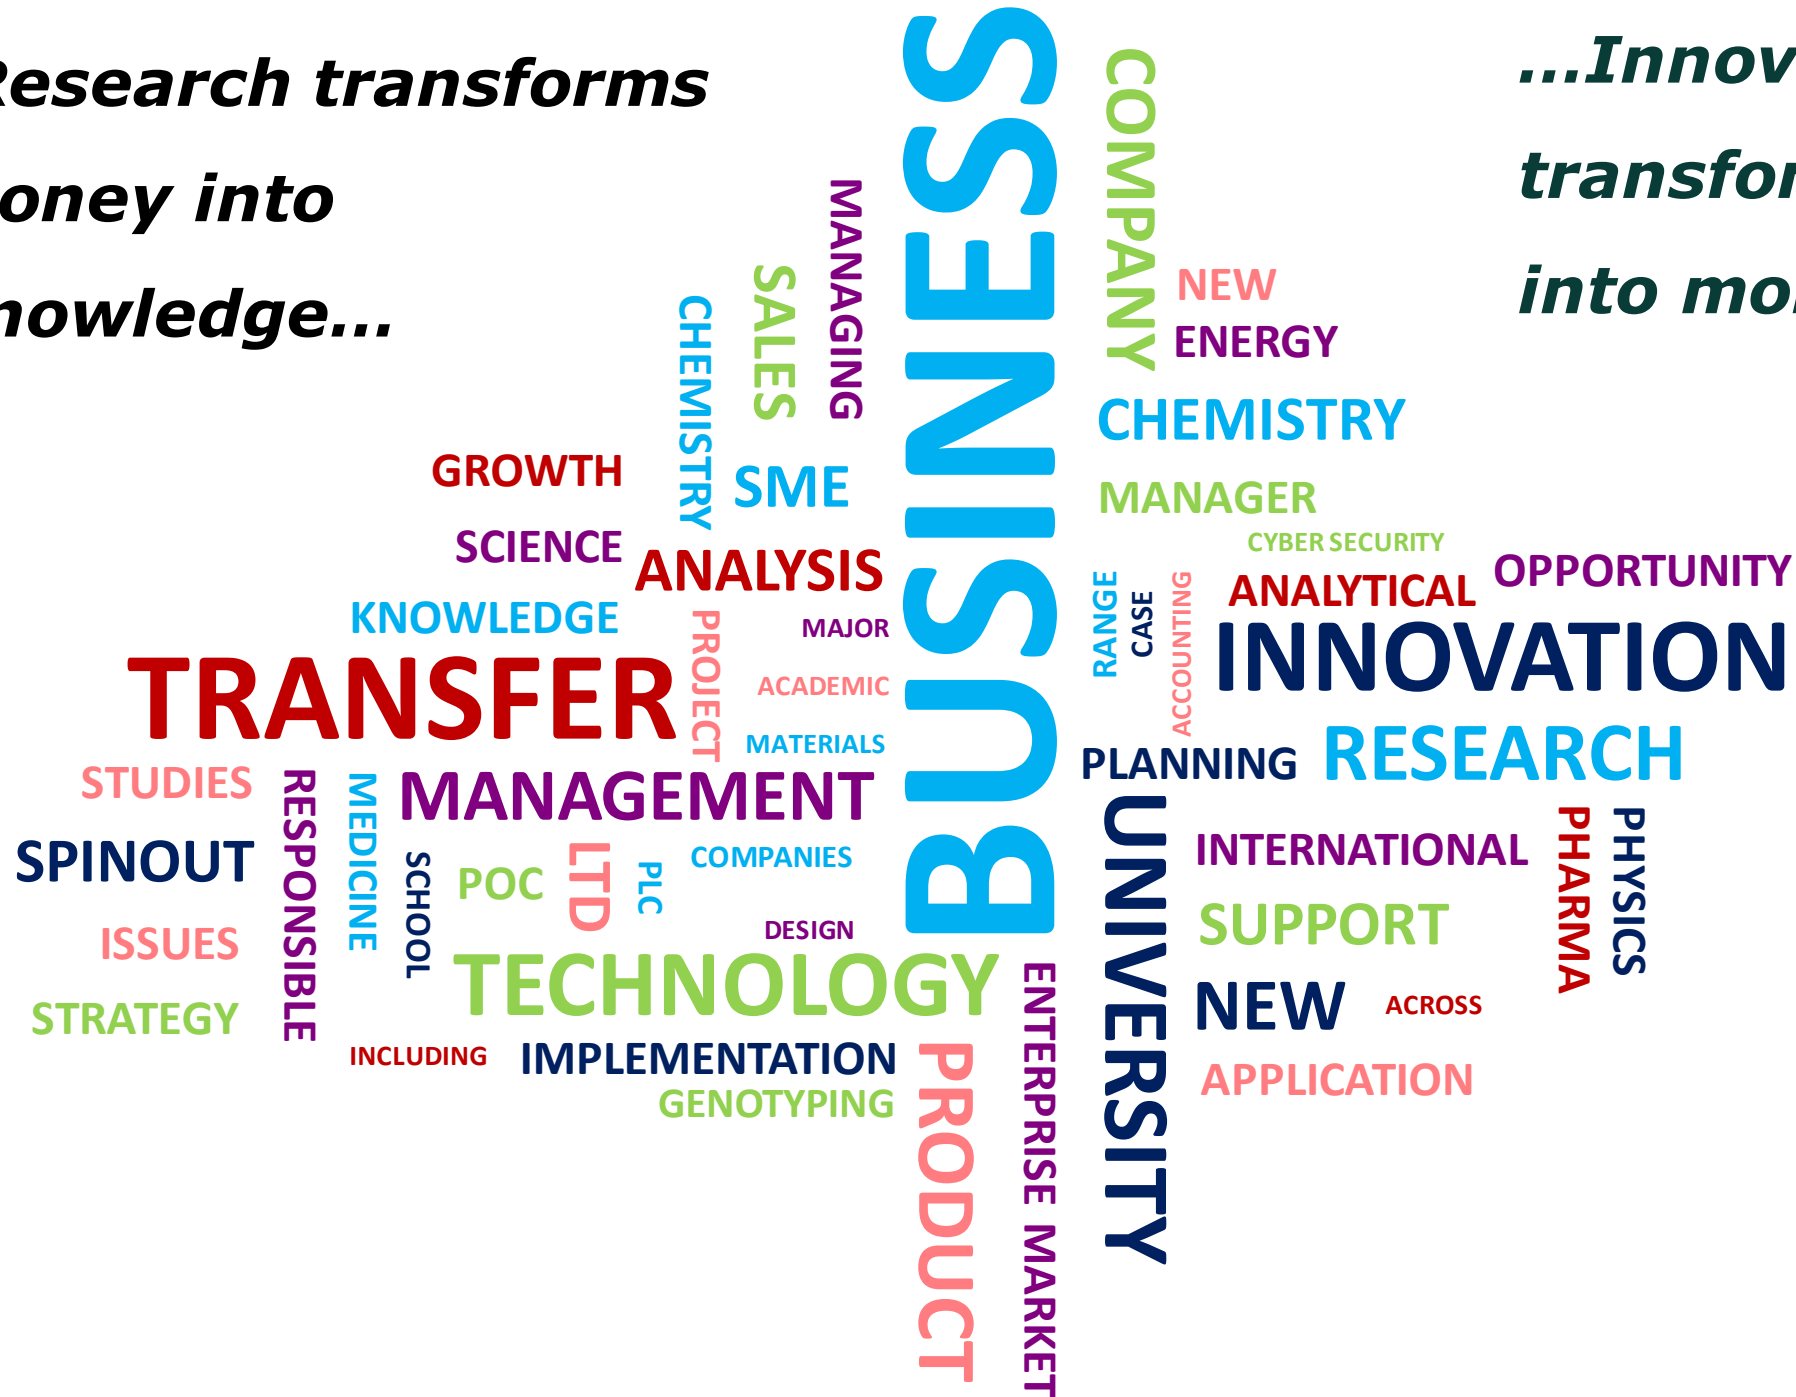 Research transforms
oney into
nowledge…
…Innov
transfor
into mo
BUSINESS
COMPANY
MANAGING
SALES
CHEMISTRY
NEW
ENERGY
CHEMISTRY
GROWTH
SME
MANAGER
SCIENCE
CYBER SECURITY
ANALYSIS
OPPORTUNITY
RANGE
CASE
ACCOUNTING
ANALYTICAL
KNOWLEDGE
PROJECT
MAJOR
INNOVATION
TRANSFER
ACADEMIC
MATERIALS
PLANNING
RESEARCH
STUDIES
RESPONSIBLE
MEDICINE
MANAGEMENT
UNIVERSITY
SPINOUT
SCHOOL
POC
LTD
PLC
COMPANIES
INTERNATIONAL
PHARMA
PHYSICS
ISSUES
DESIGN
SUPPORT
TECHNOLOGY
STRATEGY
ENTERPRISE MARKET
NEW
ACROSS
INCLUDING
IMPLEMENTATION
PRODUCT
APPLICATION
GENOTYPING